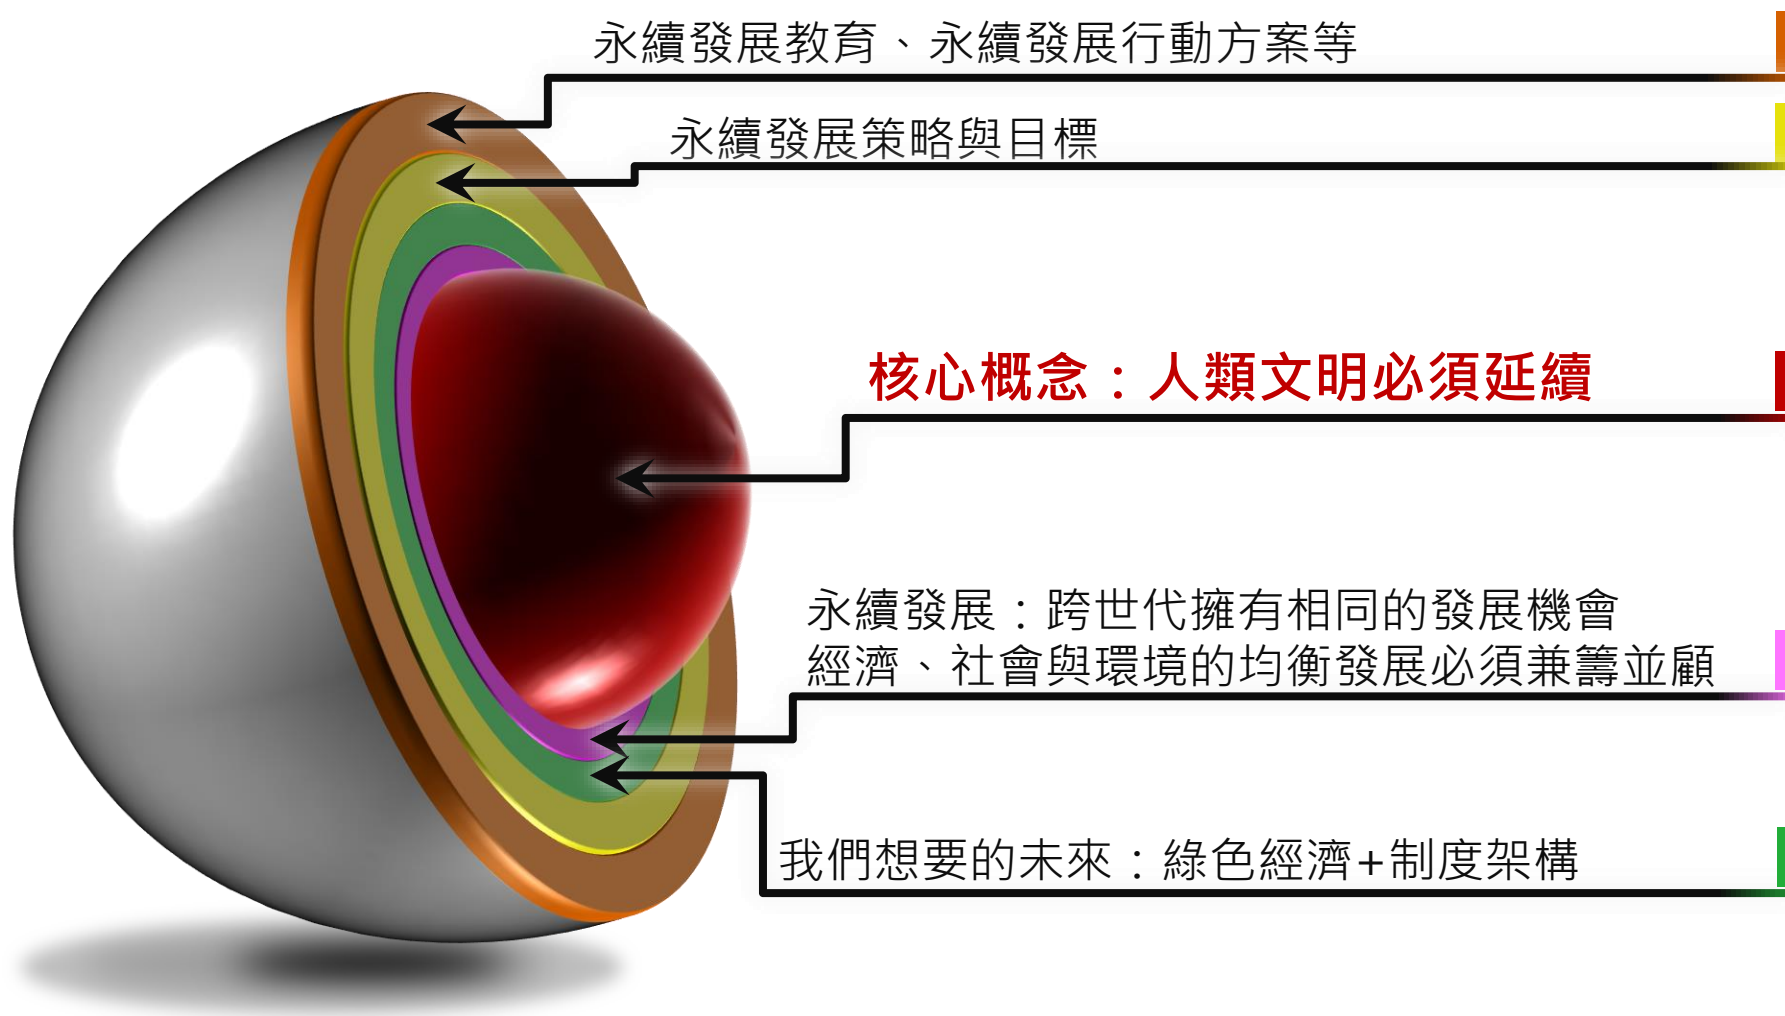 永續發展教育、永續發展行動方案等
永續發展策略與目標
核心概念：人類文明必須延續
永續發展：跨世代擁有相同的發展機會
經濟、社會與環境的均衡發展必須兼籌並顧
我們想要的未來：綠色經濟+制度架構